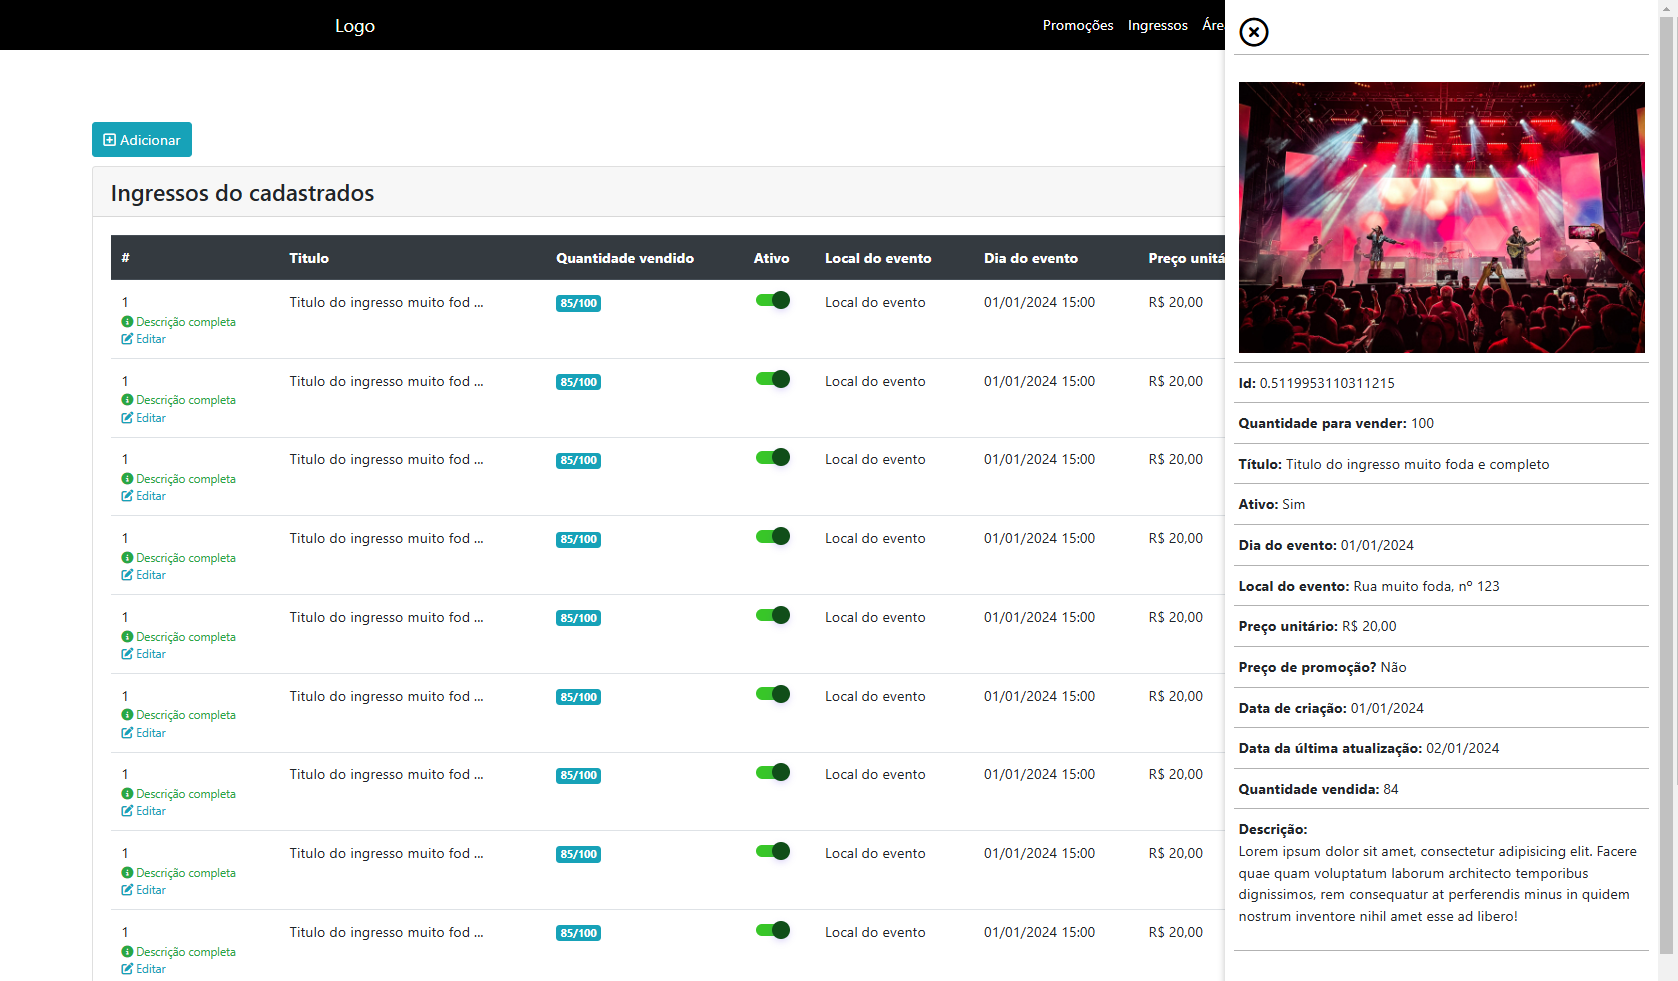 Logo
Promoções Ingressos Áre
Adicionar
Ingressos do cadastrados
# Titulo Quantidade vendido Ativo Local do evento Dia do evento Preço unitá
1 Titulo do ingresso muito fod ... 85/100 Local do evento 01/01/2024 15:00 R$ 20,00
Descrição completa
Editar
1 Titulo do ingresso muito fod ... 85/100 Local do evento 01/01/2024 15:00 R$ 20,00
Descrição completa
Editar
1 Titulo do ingresso muito fod ... 85/100 Local do evento 01/01/2024 15:00 R$ 20,00
Descrição completa
Editar
1 Titulo do ingresso muito fod ... 85/100 Local do evento 01/01/2024 15:00 R$ 20,00
Descrição completa
Editar
1 Titulo do ingresso muito fod ... 85/100 Local do evento 01/01/2024 15:00 R$ 20,00
Descrição completa
Editar
1 Titulo do ingresso muito fod ... 85/100 Local do evento 01/01/2024 15:00 R$ 20,00
Descrição completa
Editar
1 Titulo do ingresso muito fod ... 85/100 Local do evento 01/01/2024 15:00 R$ 20,00
Descrição completa
Editar
1 Titulo do ingresso muito fod ... 85/100 Local do evento 01/01/2024 15:00 R$ 20,00
Descrição completa
Editar
1 Titulo do ingresso muito fod ... 85/100 Local do evento 01/01/2024 15:00 R$ 20,00
Descrição completa
Editar
Id: 0.5119953110311215
Quantidade para vender: 100
Título: Titulo do ingresso muito foda e completo
Ativo: Sim
Dia do evento: 01/01/2024
Local do evento: Rua muito foda, nº 123
Preço unitário: R$ 20,00
Preço de promoção? Não
Data de criação: 01/01/2024
Data da última atualização: 02/01/2024
Quantidade vendida: 84
Descrição:
Lorem ipsum dolor sit amet, consectetur adipisicing elit. Facere
quae quam voluptatum laborum architecto temporibus
dignissimos, rem consequatur at perferendis minus in quidem
nostrum inventore nihil amet esse ad libero!